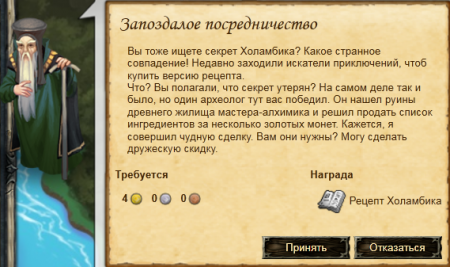 Запоздалое посредничество
Вы тоже ищете секрет Холамбика? Какое странное
совпадение! Недавно заходили искатели приключений, чтоб
купить версию рецепта.
Что? Вы полагали, что секрет утерян? На самом деле так и
было, но один археолог тут вас победил. Он нашел руины
древнего жилища мастера-алхимика и решил продать список
ингредиентов за несколько золотых монет. Кажется, я
совершил чудную сделку. Вам они нужны? Могу сделать
дружескую скидку.
Требуется
Награда
4 0 0
Рецепт Холамбика
Принять
Отказаться